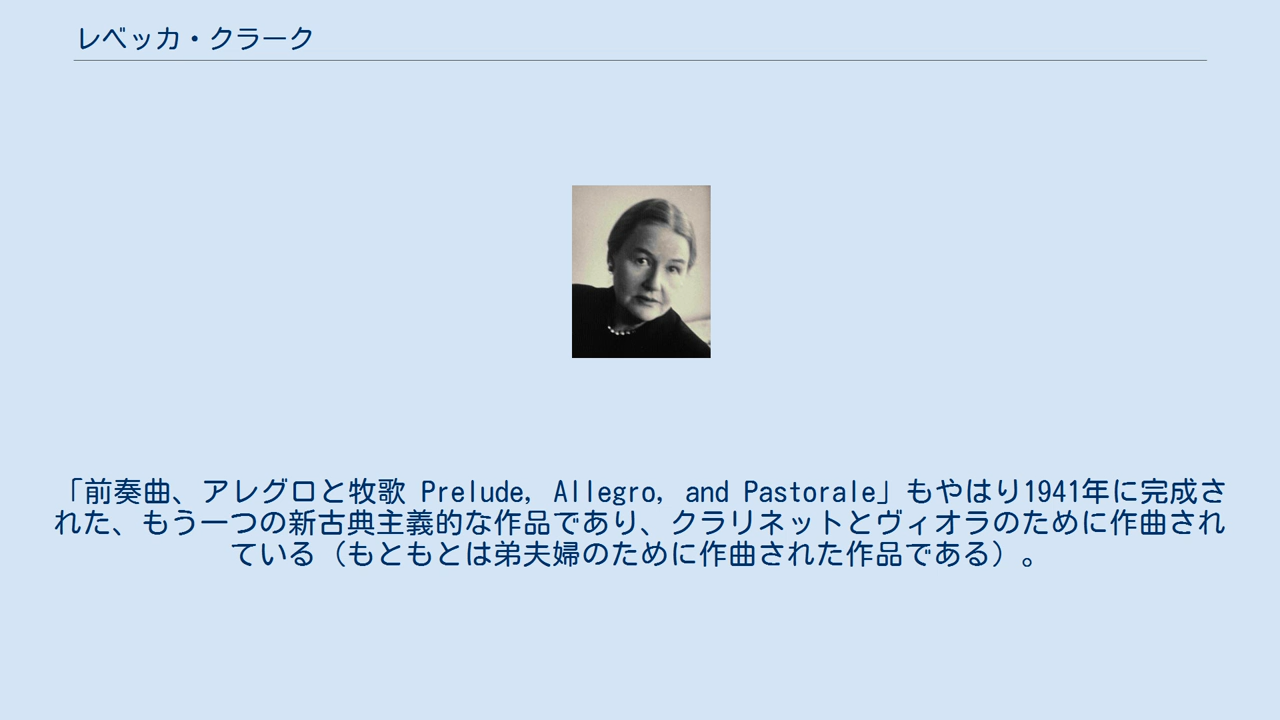 レベッカ・クラーク
「前奏曲、アレグロと牧歌 Prelude, Allegro, and Pastorale」もやはり1941年に完成さ
れた、もう一つの新古典主義的な作品であり、クラリネットとヴィオラのために作曲され
ている（もともとは弟夫婦のために作曲された作品である）。